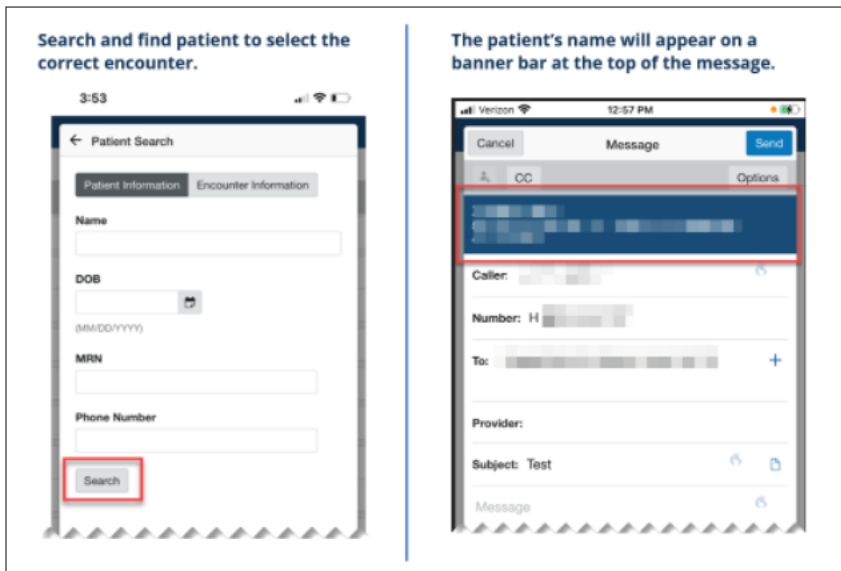 Search and find patient to select the
correct encounter.
3:53
Patient Search
Patient Information Encounter Information
Name
DOB
(MM/DD/YYYY)
MRN
Phone Number
Search
The patient's name will appear on a
banner bar at the top of the message.
Verizon 12:57 PM
Cancel Message Send
CC Options
Caller:
Number: H
To:
Provider:
Subject: Test
Message